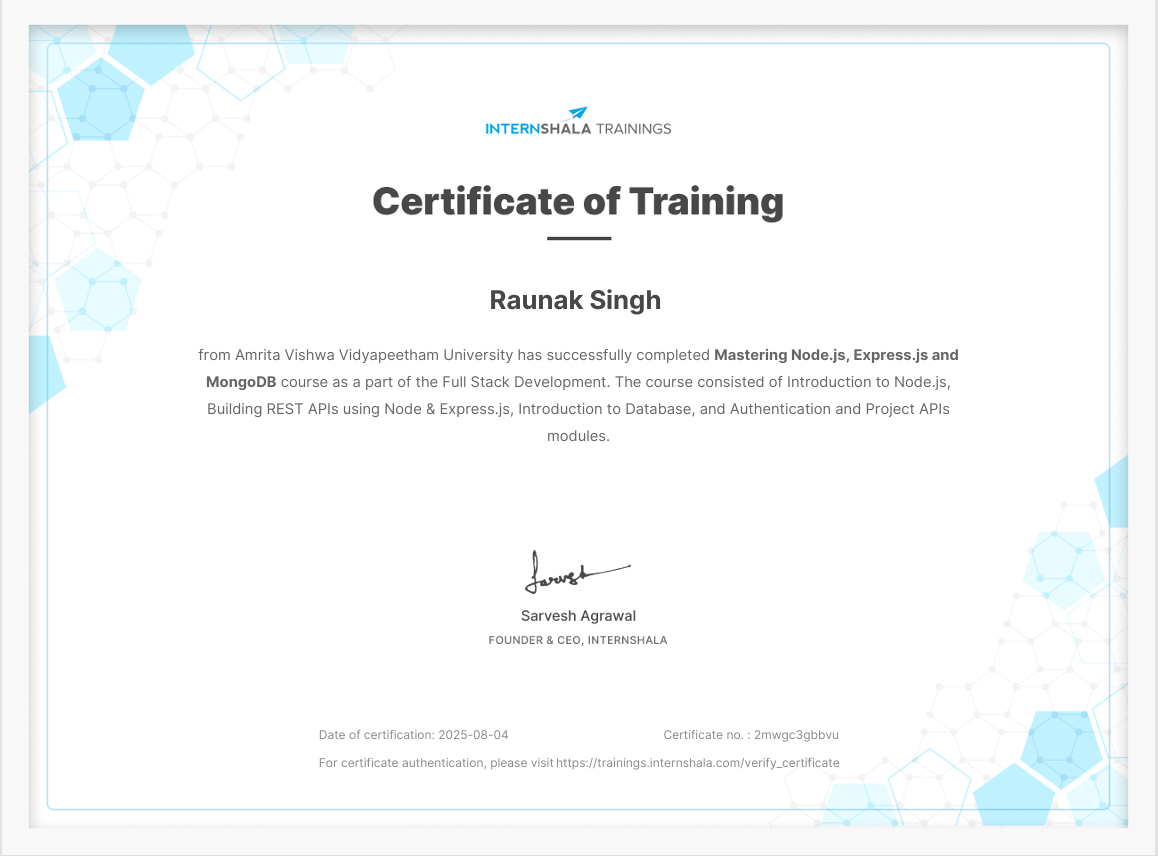 INTERNSHALA TRAININGS
Certificate of Training
Raunak Singh
from Amrita Vishwa Vidyapeetham University has successfully completed Mastering Node.js, Express.js and
MongoDB course as a part of the Full Stack Development. The course consisted of Introduction to Node.js,
Building REST APIs using Node & Express.js, Introduction to Database, and Authentication and Project APIs
modules.
Sarvesh
Sarvesh Agrawal
FOUNDER & CEO, INTERNSHALA
Date of certification: 2025-08-04 Certificate no. : 2mwgc3gbbvu
For certificate authentication, please visit https://trainings.internshala.com/verify_certificate